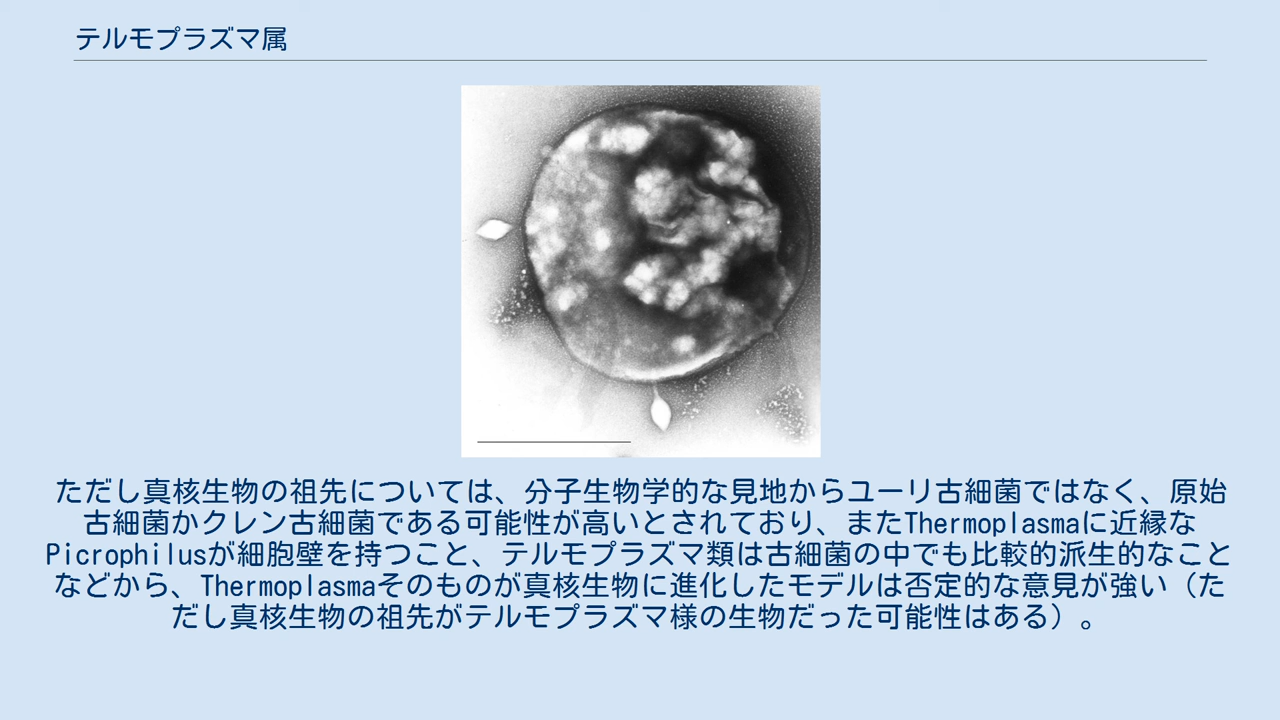 テルモプラズマ属
ただし真核生物の祖先については、分子生物学的な見地からユーリ古細菌ではなく、原始
古細菌かクレン古細菌である可能性が高いとされており、またThermoplasmaに近縁な
Picrophilusが細胞壁を持つこと、テルモプラズマ類は古細菌の中でも比較的派生的なこと
などから、Thermoplasmaそのものが真核生物に進化したモデルは否定的な意見が強い（た
だし真核生物の祖先がテルモプラズマ様の生物だった可能性はある）。